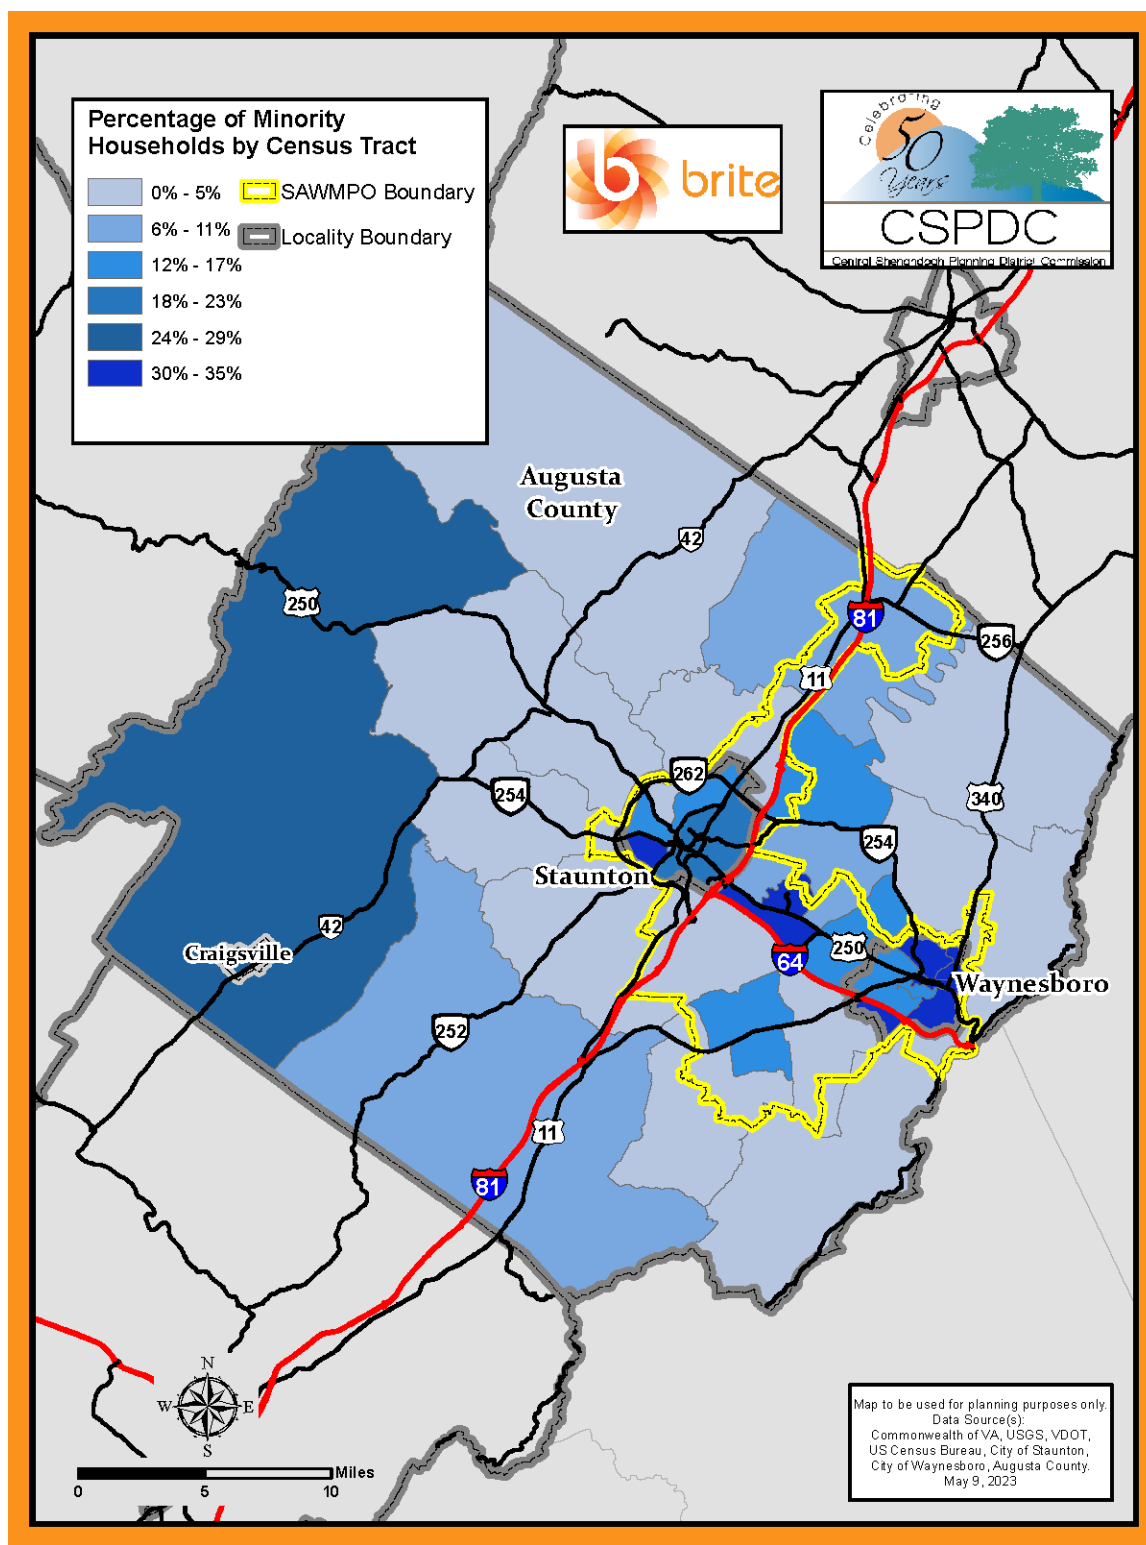 Percentage of Minority
Households by Census Tract
0% - 5%
SAWMPO Boundary
6% - 11%
Locality Boundary
12% - 17%
18% - 23%
24% - 29%
30% - 35%
b brite
Celebrating
50
Years
CSPDC
Central Shenandoah Planning District Commission
Augusta
County
42
250
81
256
11
262
254
340
254
Staunton
42
250
Craigsville
64
Waynesboro
252
11
81
N
W E
S
Miles
0 5 10
Map to be used for planning purposes only.
Data Source(s):
Commonwealth of VA, USGS, VDOT,
US Census Bureau, City of Staunton,
City of Waynesboro, Augusta County.
May 9, 2023